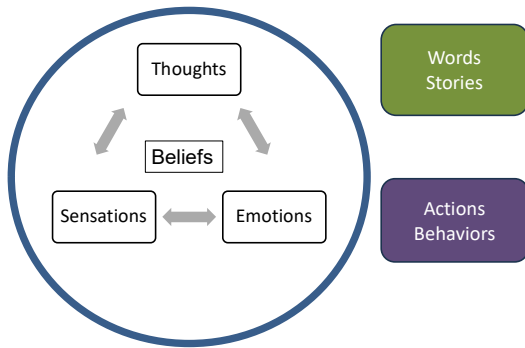 Thoughts
Words
Stories
Beliefs
Sensations
Emotions
Actions
Behaviors